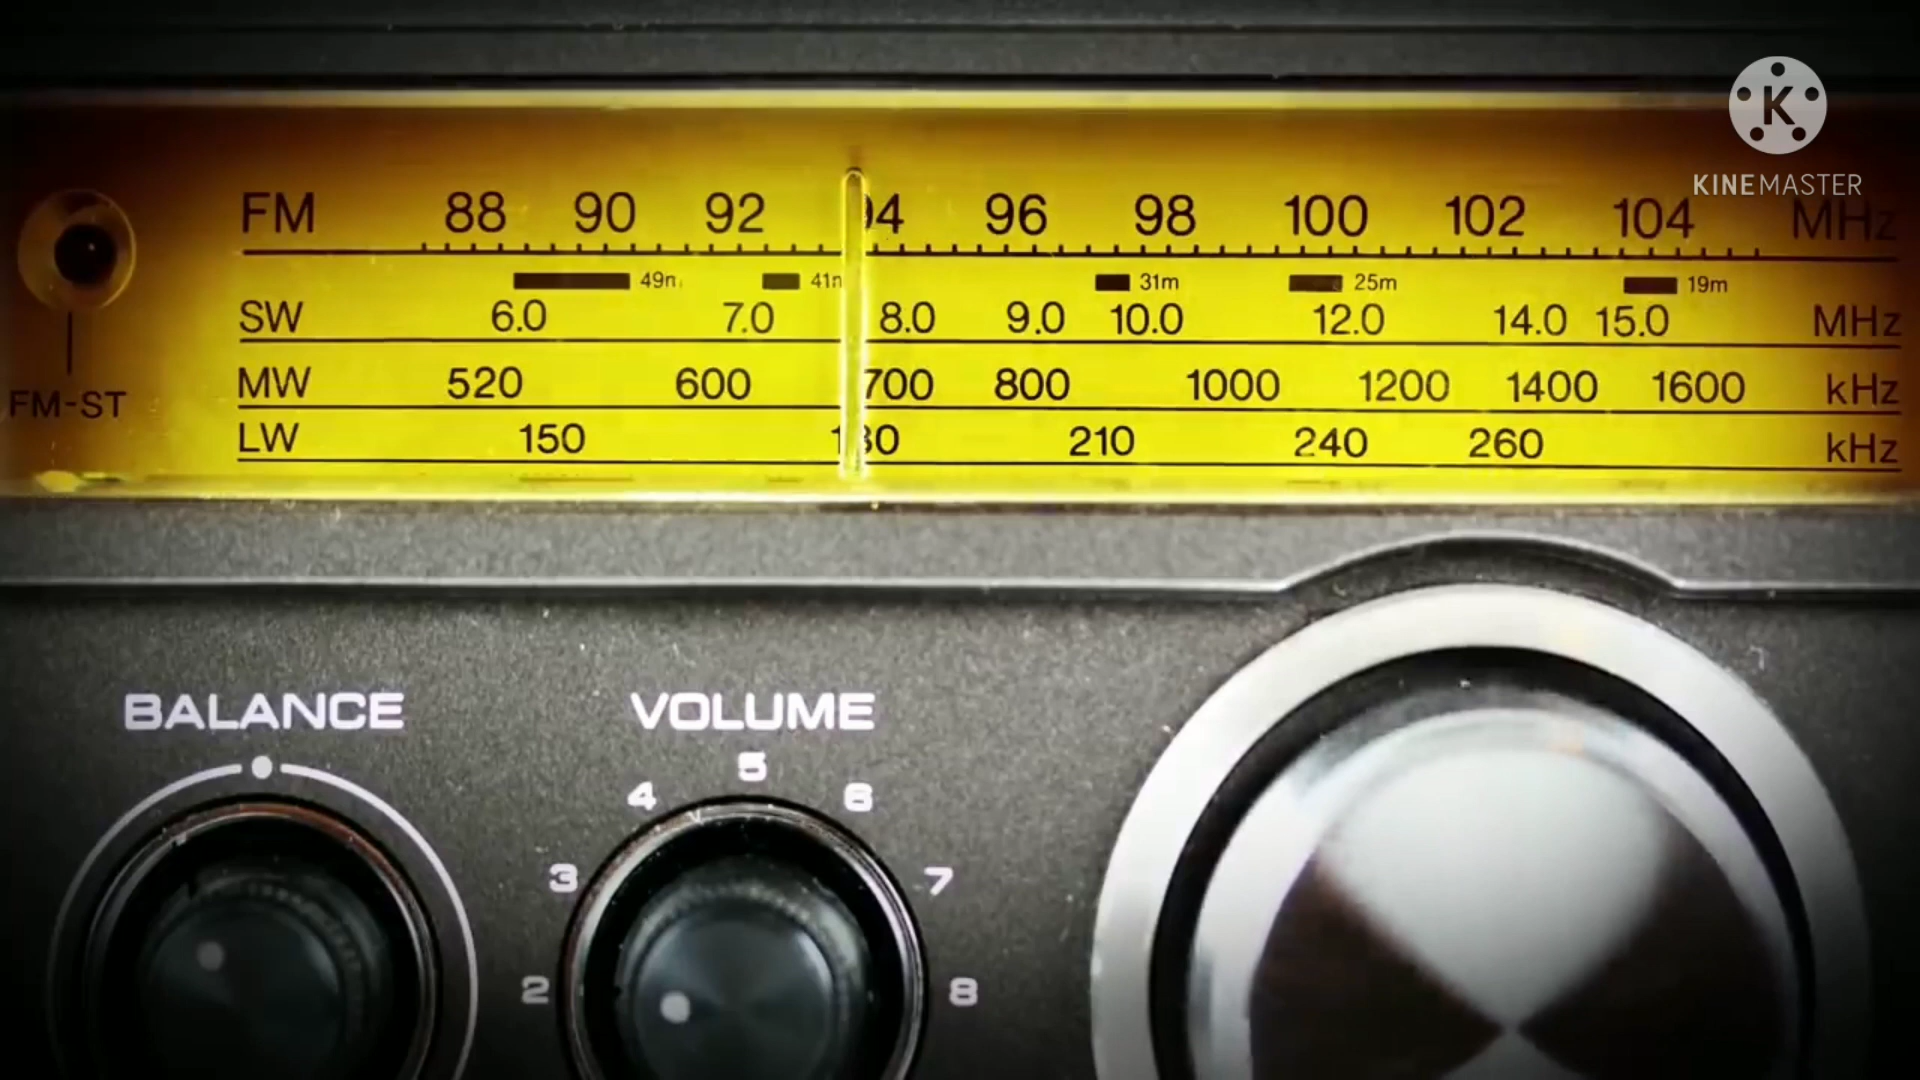 KINEMASTER
FM 88 90 92 94 96 98 100 102 104 MHz
49m 41m 31m 25m 19m
SW 6.0 7.0 8.0 9.0 10.0 12.0 14.0 15.0 MHz
MW 520 600 700 800 1000 1200 1400 1600 kHz
FM-ST
LW 150 180 210 240 260 kHz
BALANCE
VOLUME
2 3 4 5 6 7 8